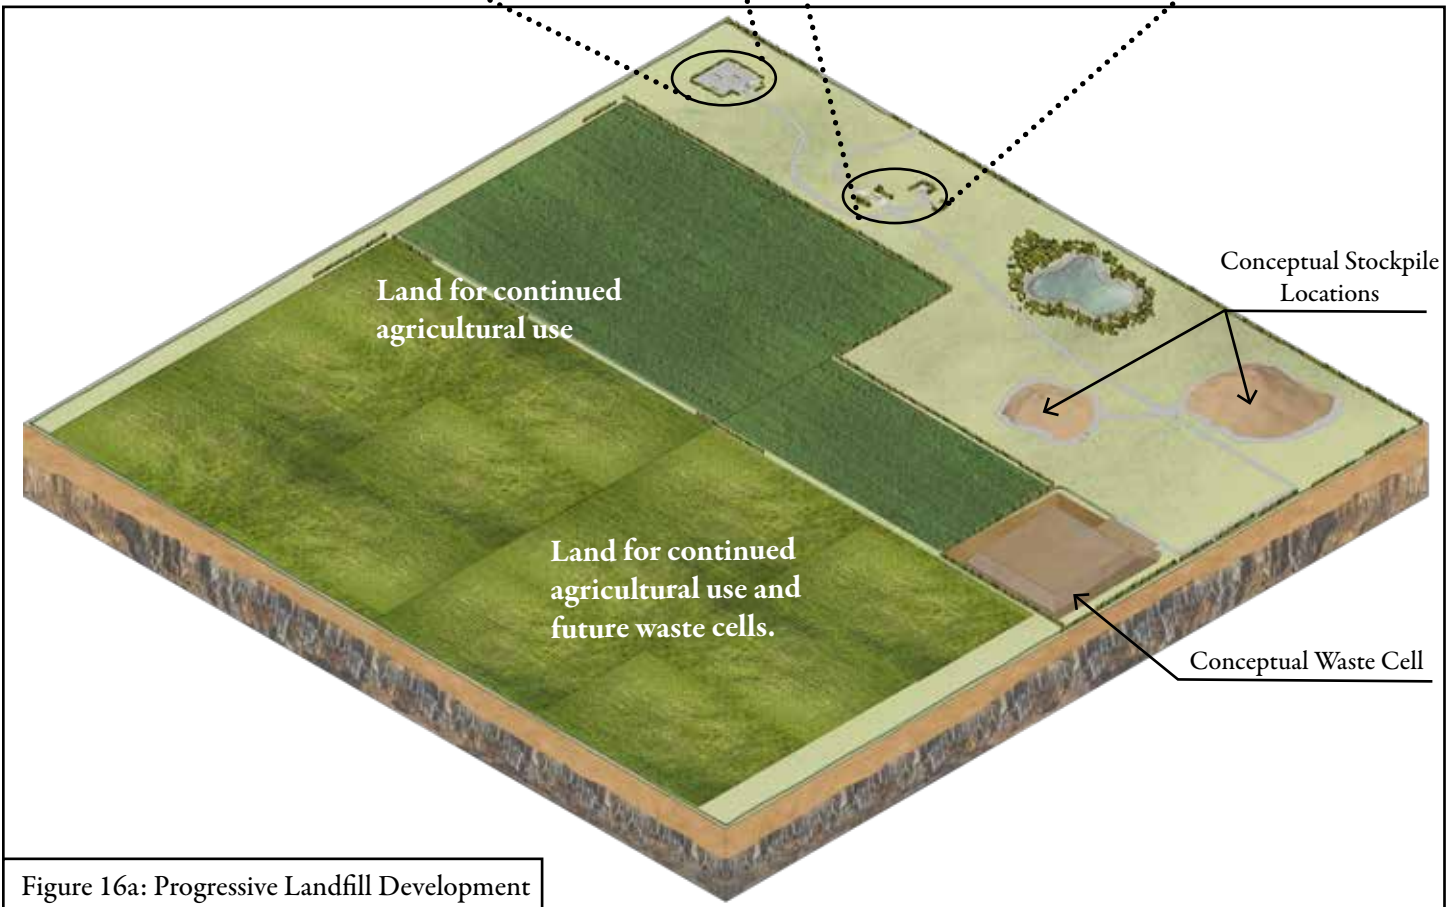 Land for continued
agricultural use
Conceptual Stockpile
Locations
Land for continued
agricultural use and
future waste cells.
Conceptual Waste Cell
Figure 16a: Progressive Landfill Development